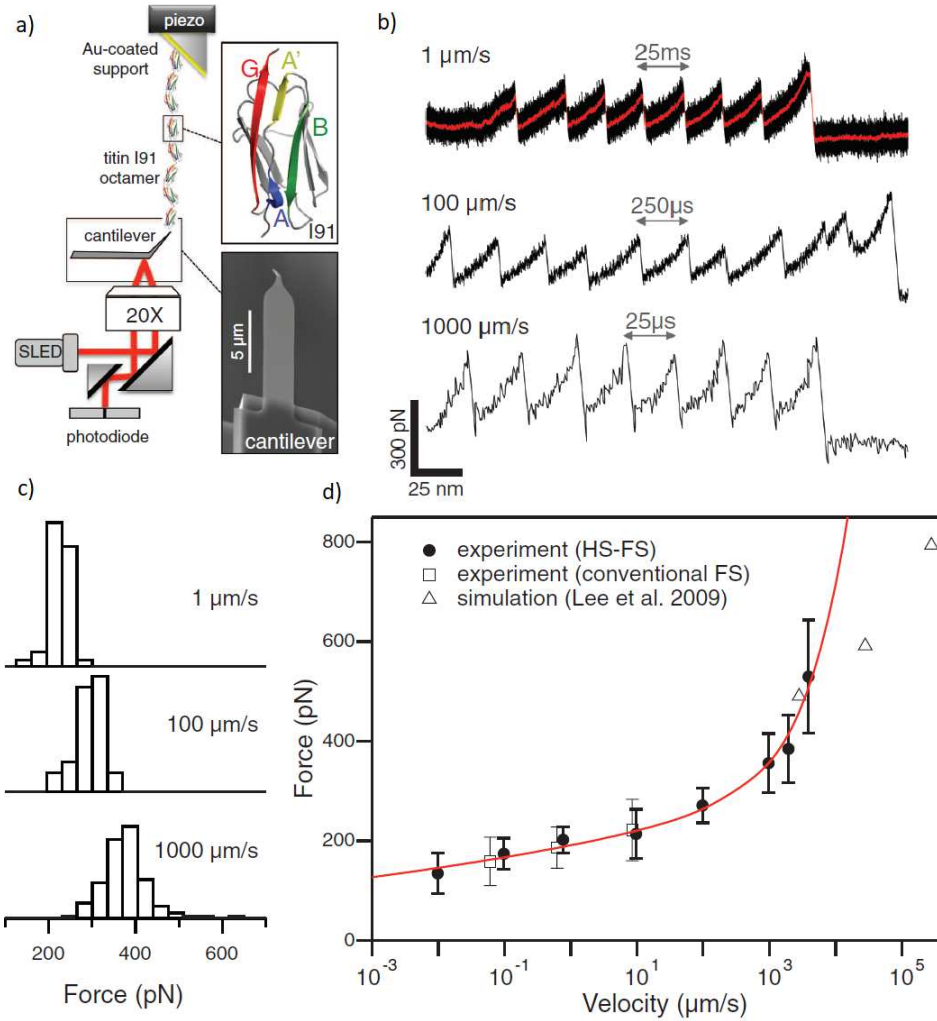 a)
piezo
Au-coated
support
titin I91
octamer
cantilever
20X
SLED
photodiode
G
A'
B
A
I91
5 µm
cantilever
b)
1 µm/s
25ms
100 µm/s
250µs
1000 µm/s
25µs
300 pN
25 nm
c)
1 µm/s
100 µm/s
1000 µm/s
200 400 600
Force (pN)
d)
800
600
400
200
0
Force (pN)
experiment (HS-FS)
experiment (conventional FS)
simulation (Lee et al. 2009)
10⁻³ 10⁻¹ 10¹ 10³ 10⁵
Velocity (µm/s)